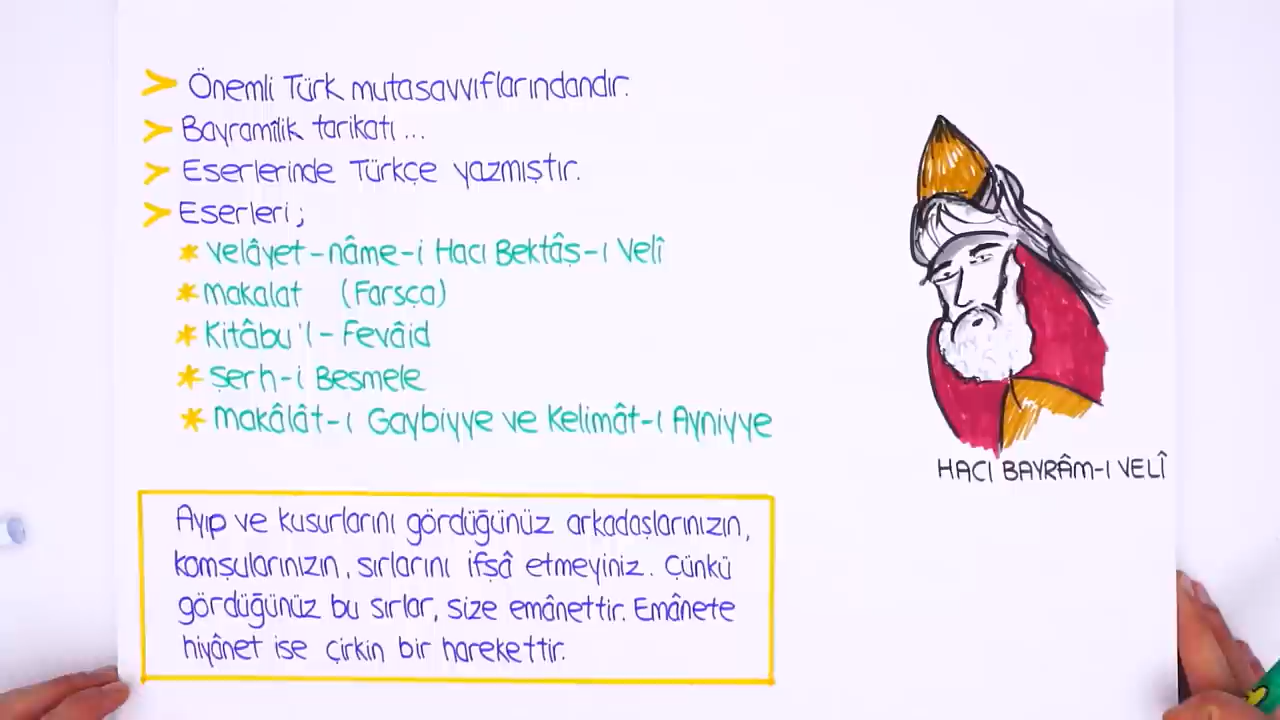 Önemli Türk mutasavvıflarındandır.
Bayramîlik tarikatı...
Eserlerinde Türkçe yazmıştır.
Eserleri;
* Velâyet-nâme-i Hacı Bektâş-ı Velî
* Makalat (Farsça)
* Kitâbu'l-Fevâid
* Şerh-i Besmele
* Makâlât-ı Gaybiyye ve Kelimât-ı Ayniyye
HACI BAYRÂM-I VELÎ
Ayıp ve kusurlarını gördüğünüz arkadaşlarınızın,
komşularınızın, sırlarını ifşâ etmeyiniz. Çünkü
gördüğünüz bu sırlar, size emânettir. Emânete
hiyânet ise çirkin bir harekettir.